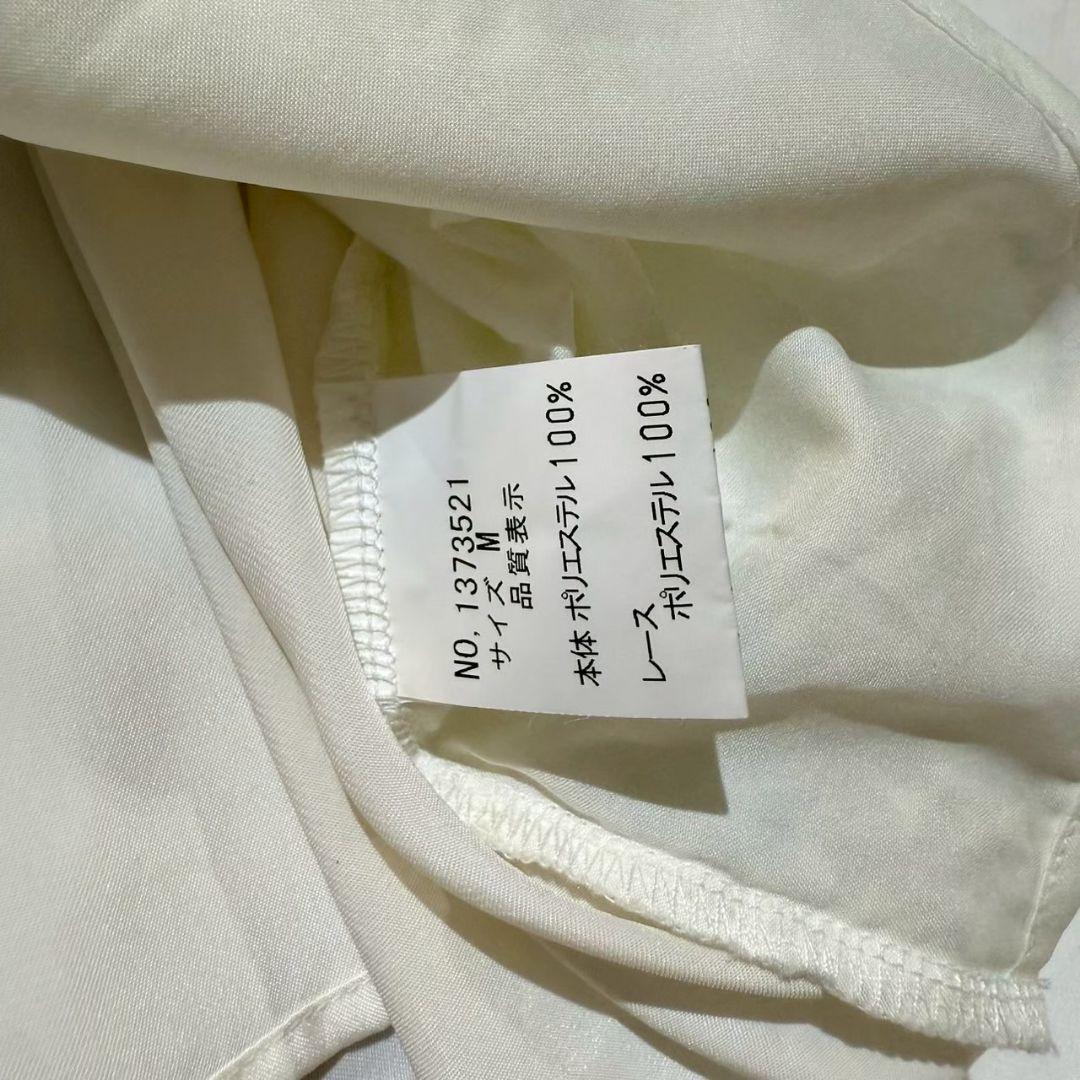 NO, 1373521
サイズ M
品質表示
本体 ポリエステル100%
レース
ポリエステル100%